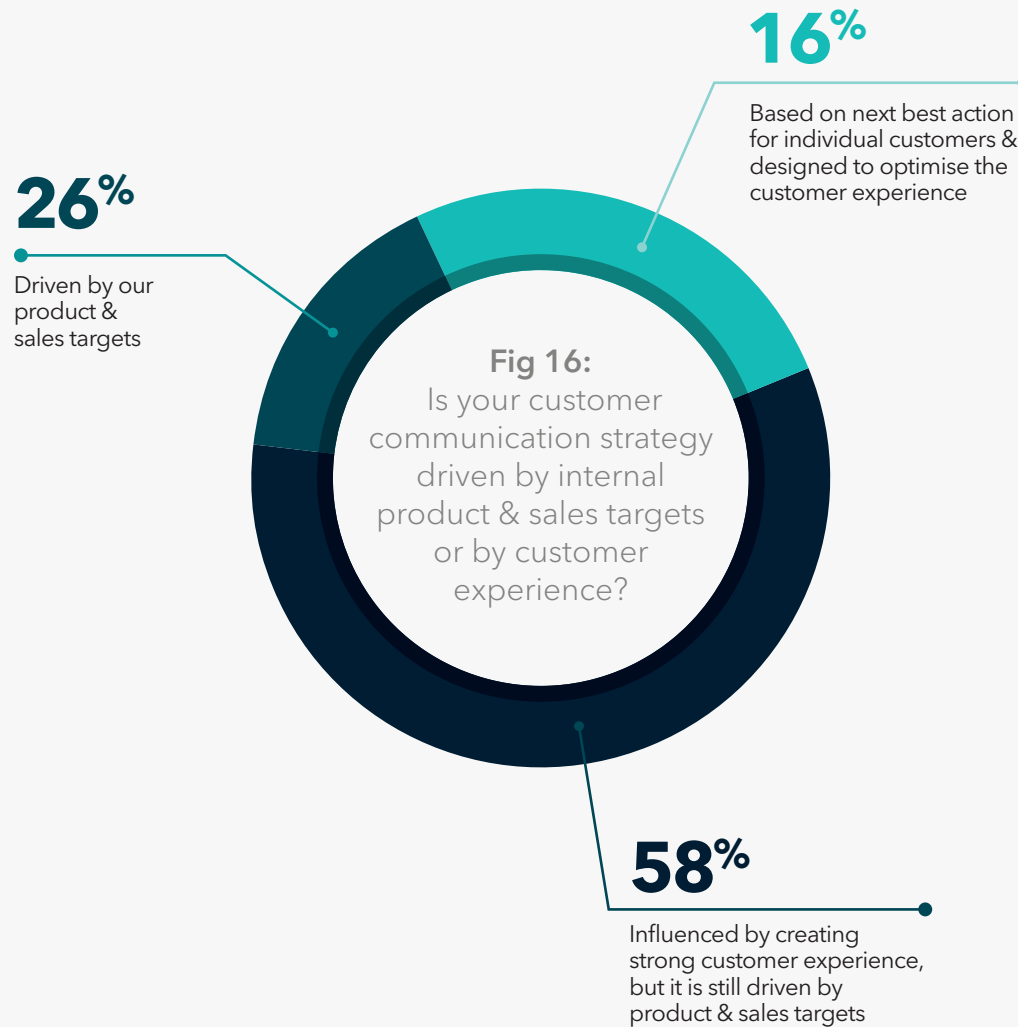 16%
Based on next best action
for individual customers &
designed to optimise the
customer experience
26%
Driven by our
product &
sales targets
Fig 16:
Is your customer
communication strategy
driven by internal
product & sales targets
or by customer
experience?
58%
Influenced by creating
strong customer experience,
but it is still driven by
product & sales targets